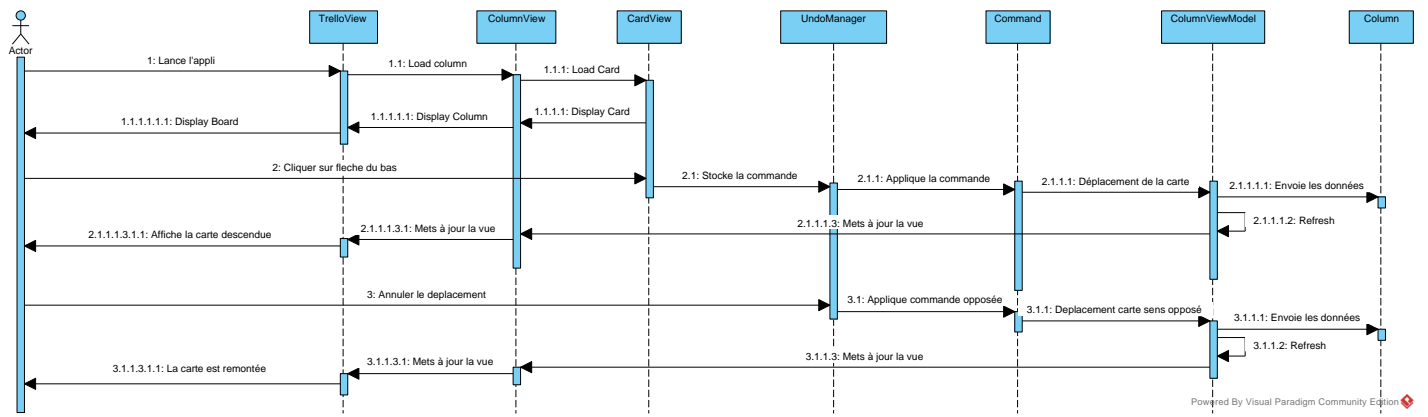 Actor
TrelloView
ColumnView
CardView
UndoManager
Command
ColumnViewModel
Column
1: Lance l'appli
1.1: Load column
1.1.1: Load Card
1.1.1.1: Display Card
1.1.1.1.1: Display Column
1.1.1.1.1.1: Display Board
2: Cliquer sur fleche du bas
2.1: Stocke la commande
2.1.1: Applique la commande
2.1.1.1: Déplacement de la carte
2.1.1.1.1: Envoie les données
2.1.1.1.2: Refresh
2.1.1.1.3: Mets à jour la vue
2.1.1.1.3.1: Mets à jour la vue
2.1.1.1.3.1.1: Affiche la carte descendue
3: Annuler le deplacement
3.1: Applique commande opposée
3.1.1: Deplacement carte sens opposé
3.1.1.1: Envoie les données
3.1.1.2: Refresh
3.1.1.3: Mets à jour la vue
3.1.1.3.1: Mets à jour la vue
3.1.1.3.1.1: La carte est remontée
Powered By Visual Paradigm Community Edition